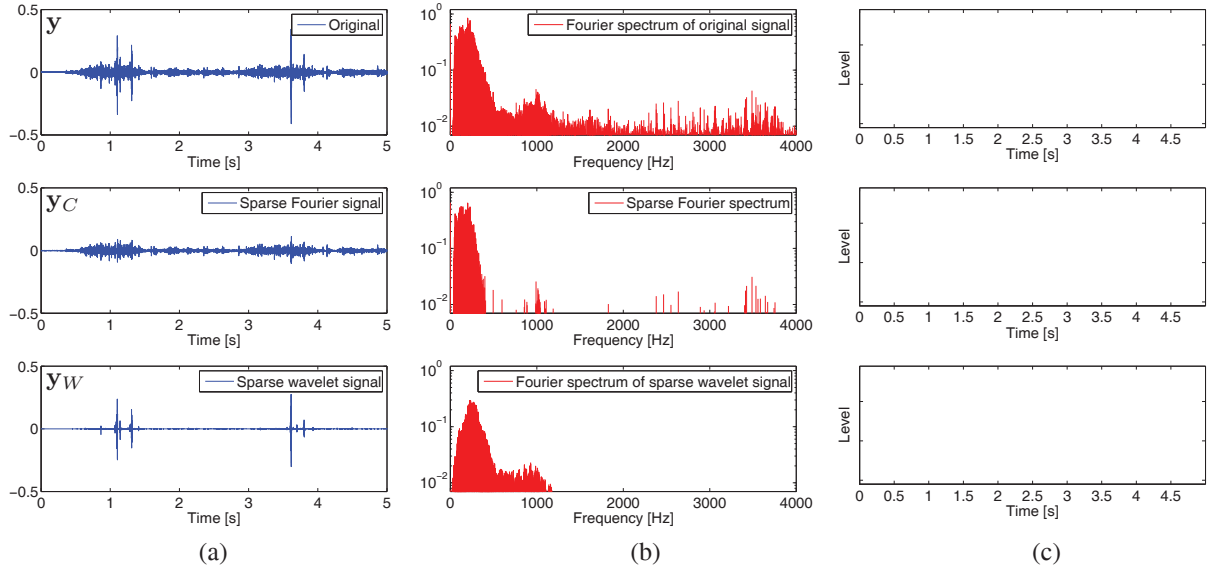 y
Original
0.5
0
−0.5
0 1 2 3 4 5
Time [s]
Fourier spectrum of original signal
10^0
10^−1
10^−2
0 1000 2000 3000 4000
Frequency [Hz]
Level
0 0.5 1 1.5 2 2.5 3 3.5 4 4.5
Time [s]
y_C
Sparse Fourier signal
0.5
0
−0.5
0 1 2 3 4 5
Time [s]
Sparse Fourier spectrum
10^0
10^−1
10^−2
0 1000 2000 3000 4000
Frequency [Hz]
Level
0 0.5 1 1.5 2 2.5 3 3.5 4 4.5
Time [s]
y_W
Sparse wavelet signal
0.5
0
−0.5
0 1 2 3 4 5
Time [s]
Fourier spectrum of sparse wavelet signal
10^0
10^−1
10^−2
0 1000 2000 3000 4000
Frequency [Hz]
Level
0 0.5 1 1.5 2 2.5 3 3.5 4 4.5
Time [s]
(a)
(b)
(c)